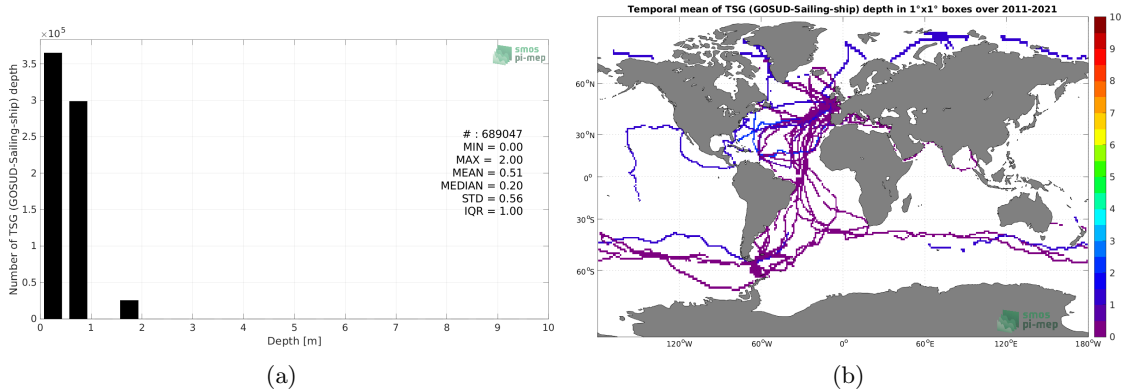 ×10⁵
3.5
3
2.5
2
1.5
1
0.5
0
0 1 2 3 4 5 6 7 8 9 10
Depth [m]
Number of TSG (GOSUD-Sailing-ship) depth
smos
pi-mep
# : 689047
MIN = 0.00
MAX = 2.00
MEAN = 0.51
MEDIAN = 0.20
STD = 0.56
IQR = 1.00
(a)
Temporal mean of TSG (GOSUD-Sailing-ship) depth in 1°x1° boxes over 2011-2021
60°N
30°N
0°
30°S
60°S
120°W 60°W 0° 60°E 120°E 180°W
smos
pi-mep
10
9
8
7
6
5
4
3
2
1
0
(b)